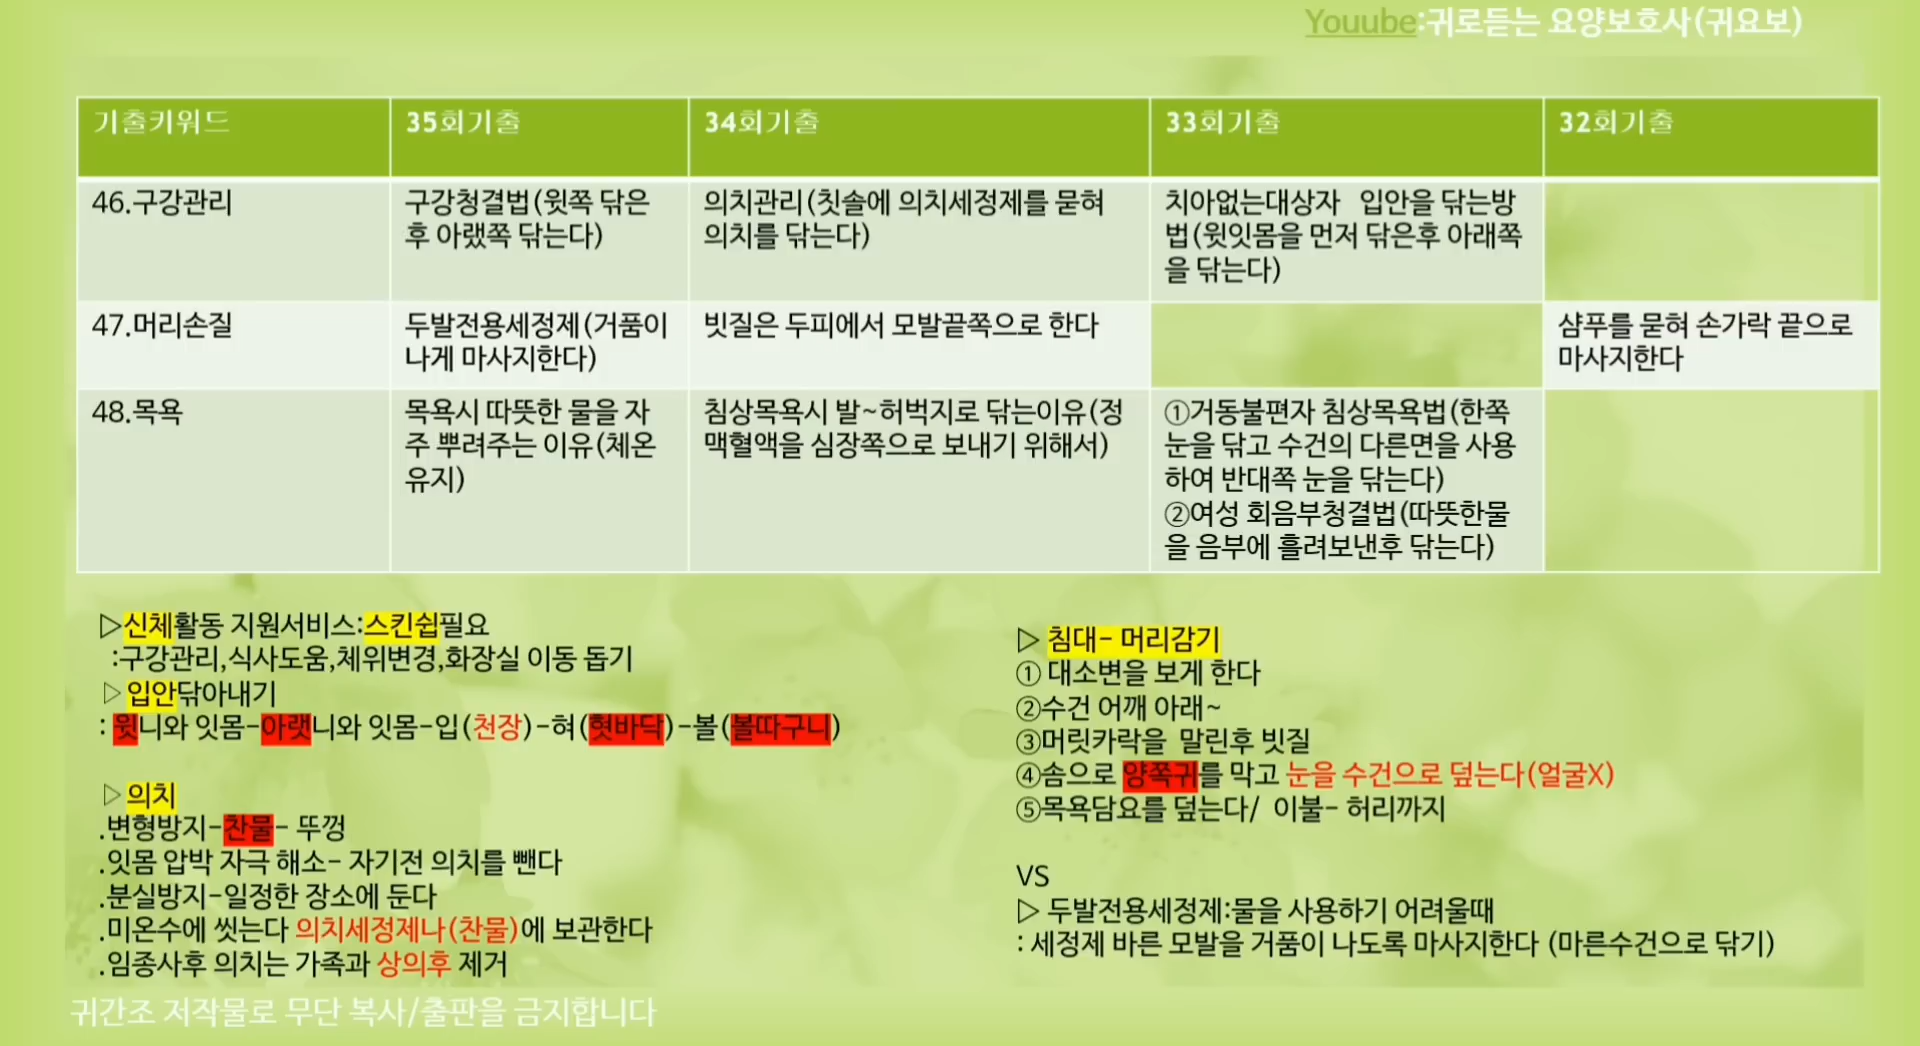 Youube:귀로듣는 요양보호사(귀요보)
기출키워드
35회기출
34회기출
33회기출
32회기출
46.구강관리
구강청결법(윗쪽 닦은
후 아랬쪽 닦는다)
의치관리(칫솔에 의치세정제를 묻혀
의치를 닦는다)
치아없는대상자 입안을 닦는방
법(윗잇몸을 먼저 닦은후 아래쪽
을 닦는다)
47.머리손질
두발전용세정제(거품이
나게 마사지한다)
빗질은 두피에서 모발끝쪽으로 한다
샴푸를 묻혀 손가락 끝으로
마사지한다
48.목욕
목욕시 따뜻한 물을 자
주 뿌려주는 이유(체온
유지)
침상목욕시 발~허벅지로 닦는이유(정
맥혈액을 심장쪽으로 보내기 위해서)
①거동불편자 침상목욕법(한쪽
눈을 닦고 수건의 다른면을 사용
하여 반대쪽 눈을 닦는다)
②여성 회음부청결법(따뜻한물
을 음부에 흘려보낸후 닦는다)
▷신체활동 지원서비스:스킨쉽필요
:구강관리,식사도움,체위변경,화장실 이동 돕기
▷입안닦아내기
: 윗니와 잇몸-아랫니와 잇몸-입(천장)-혀(혓바닥)-볼(볼따구니)
▷의치
.변형방지-찬물- 뚜껑
.잇몸 압박 자극 해소- 자기전 의치를 뺀다
.분실방지-일정한 장소에 둔다
.미온수에 씻는다 의치세정제나(찬물)에 보관한다
.임종사후 의치는 가족과 상의후 제거
▷ 침대- 머리감기
① 대소변을 보게 한다
②수건 어깨 아래~
③머릿카락을 말린후 빗질
④솜으로 양쪽귀를 막고 눈을 수건으로 덮는다(얼굴X)
⑤목욕담요를 덮는다/ 이불- 허리까지
VS
▷ 두발전용세정제:물을 사용하기 어려울때
: 세정제 바른 모발을 거품이 나도록 마사지한다 (마른수건으로 닦기)
귀간조 저작물로 무단 복사/출판을 금지합니다